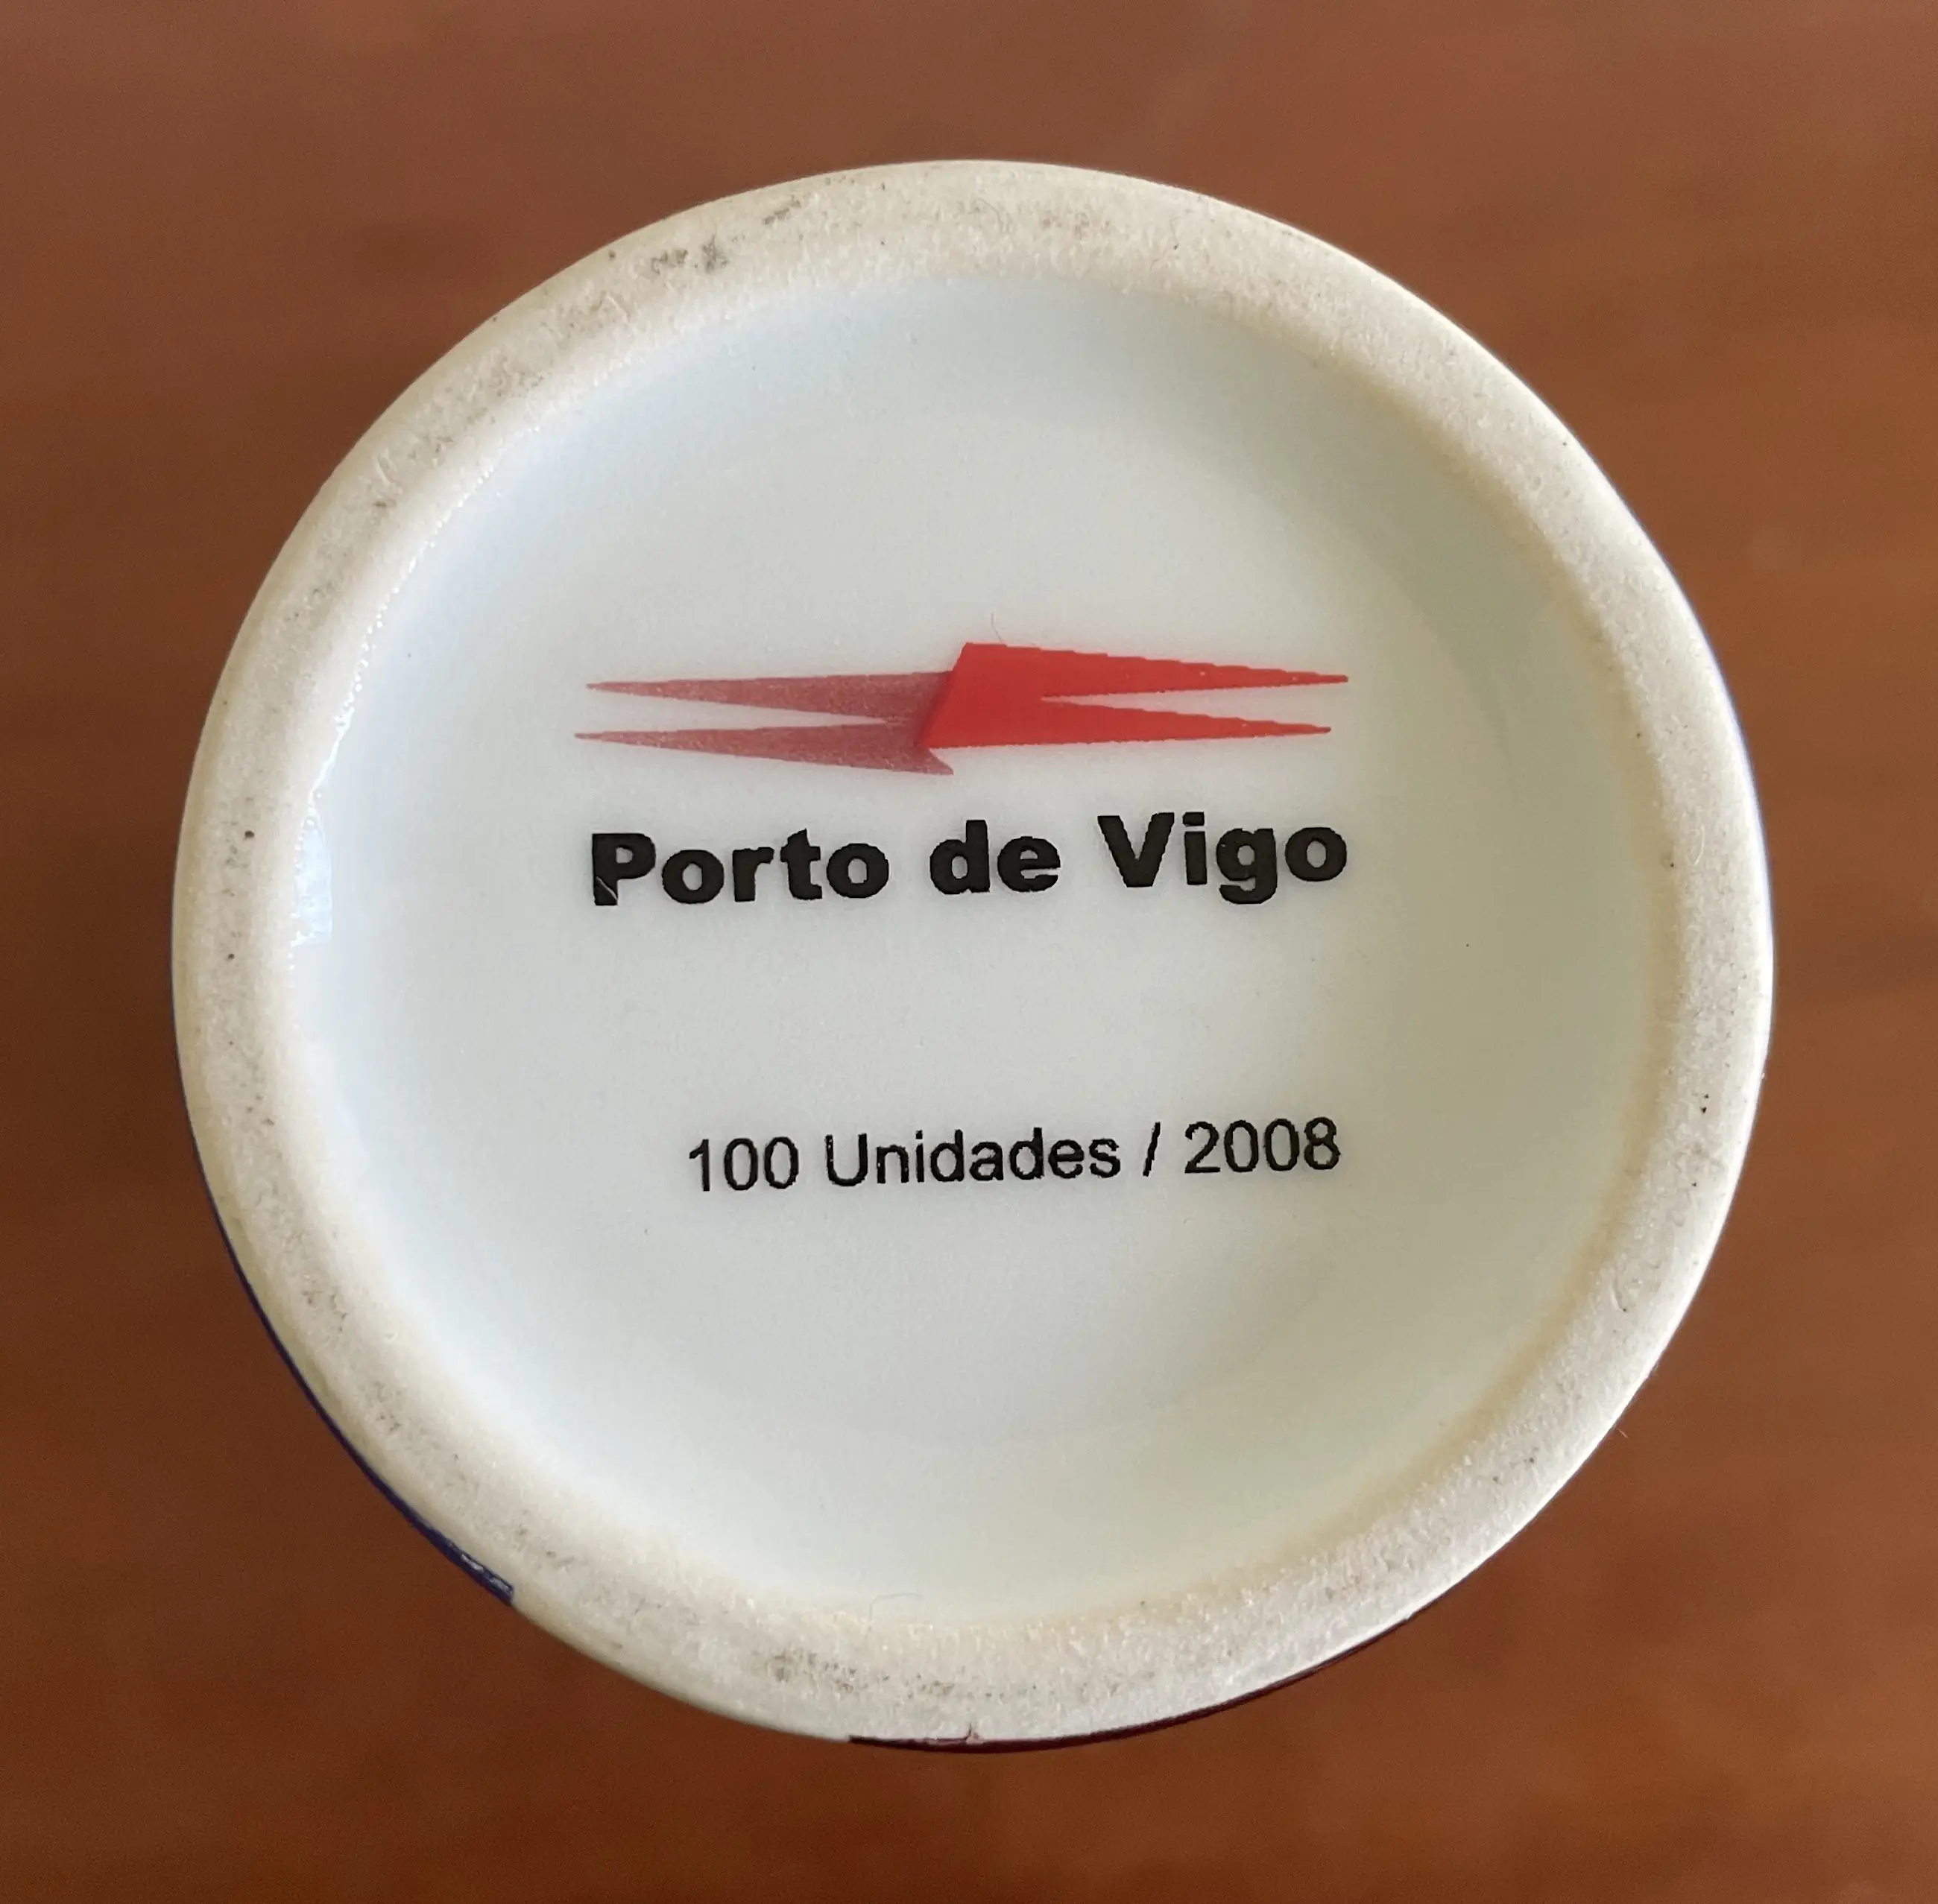 Porto de Vigo
100 Unidades / 2008